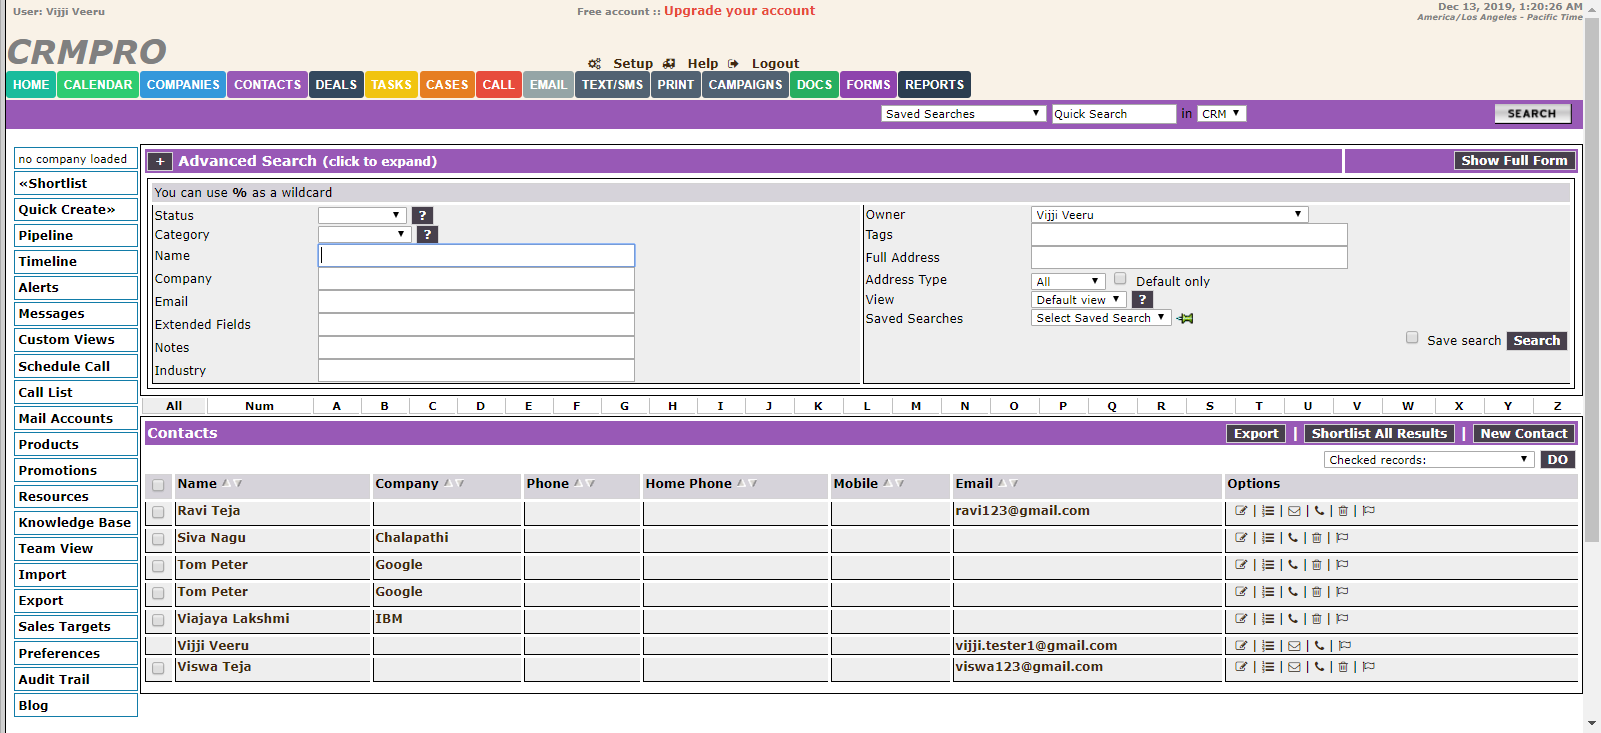 User: Vijji Veeru
Free account :: Upgrade your account
Dec 13, 2019, 1:20:26 AM
America/Los Angeles - Pacific Time
CRMPRO
Setup Help Logout
HOME CALENDAR COMPANIES CONTACTS DEALS TASKS CASES CALL EMAIL TEXT/SMS PRINT CAMPAIGNS DOCS FORMS REPORTS
Saved Searches Quick Search in CRM SEARCH
no company loaded
«Shortlist
Quick Create»
Pipeline
Timeline
Alerts
Messages
Custom Views
Schedule Call
Call List
Mail Accounts
Products
Promotions
Resources
Knowledge Base
Team View
Import
Export
Sales Targets
Preferences
Audit Trail
Blog
+ Advanced Search (click to expand) Show Full Form
You can use % as a wildcard
Status ?
Category ?
Name
Company
Email
Extended Fields
Notes
Industry
Owner Vijji Veeru
Tags
Full Address
Address Type All Default only
View Default view ?
Saved Searches Select Saved Search
Save search Search
All Num A B C D E F G H I J K L M N O P Q R S T U V W X Y Z
Contacts Export | Shortlist All Results | New Contact
Checked records: DO
Name Company Phone Home Phone Mobile Email Options
Ravi Teja ravi123@gmail.com | | | | |
Siva Nagu Chalapathi | | | |
Tom Peter Google | | | |
Tom Peter Google | | | |
Viajaya Lakshmi IBM | | | |
Vijji Veeru vijji.tester1@gmail.com | | | |
Viswa Teja viswa123@gmail.com | | | | |